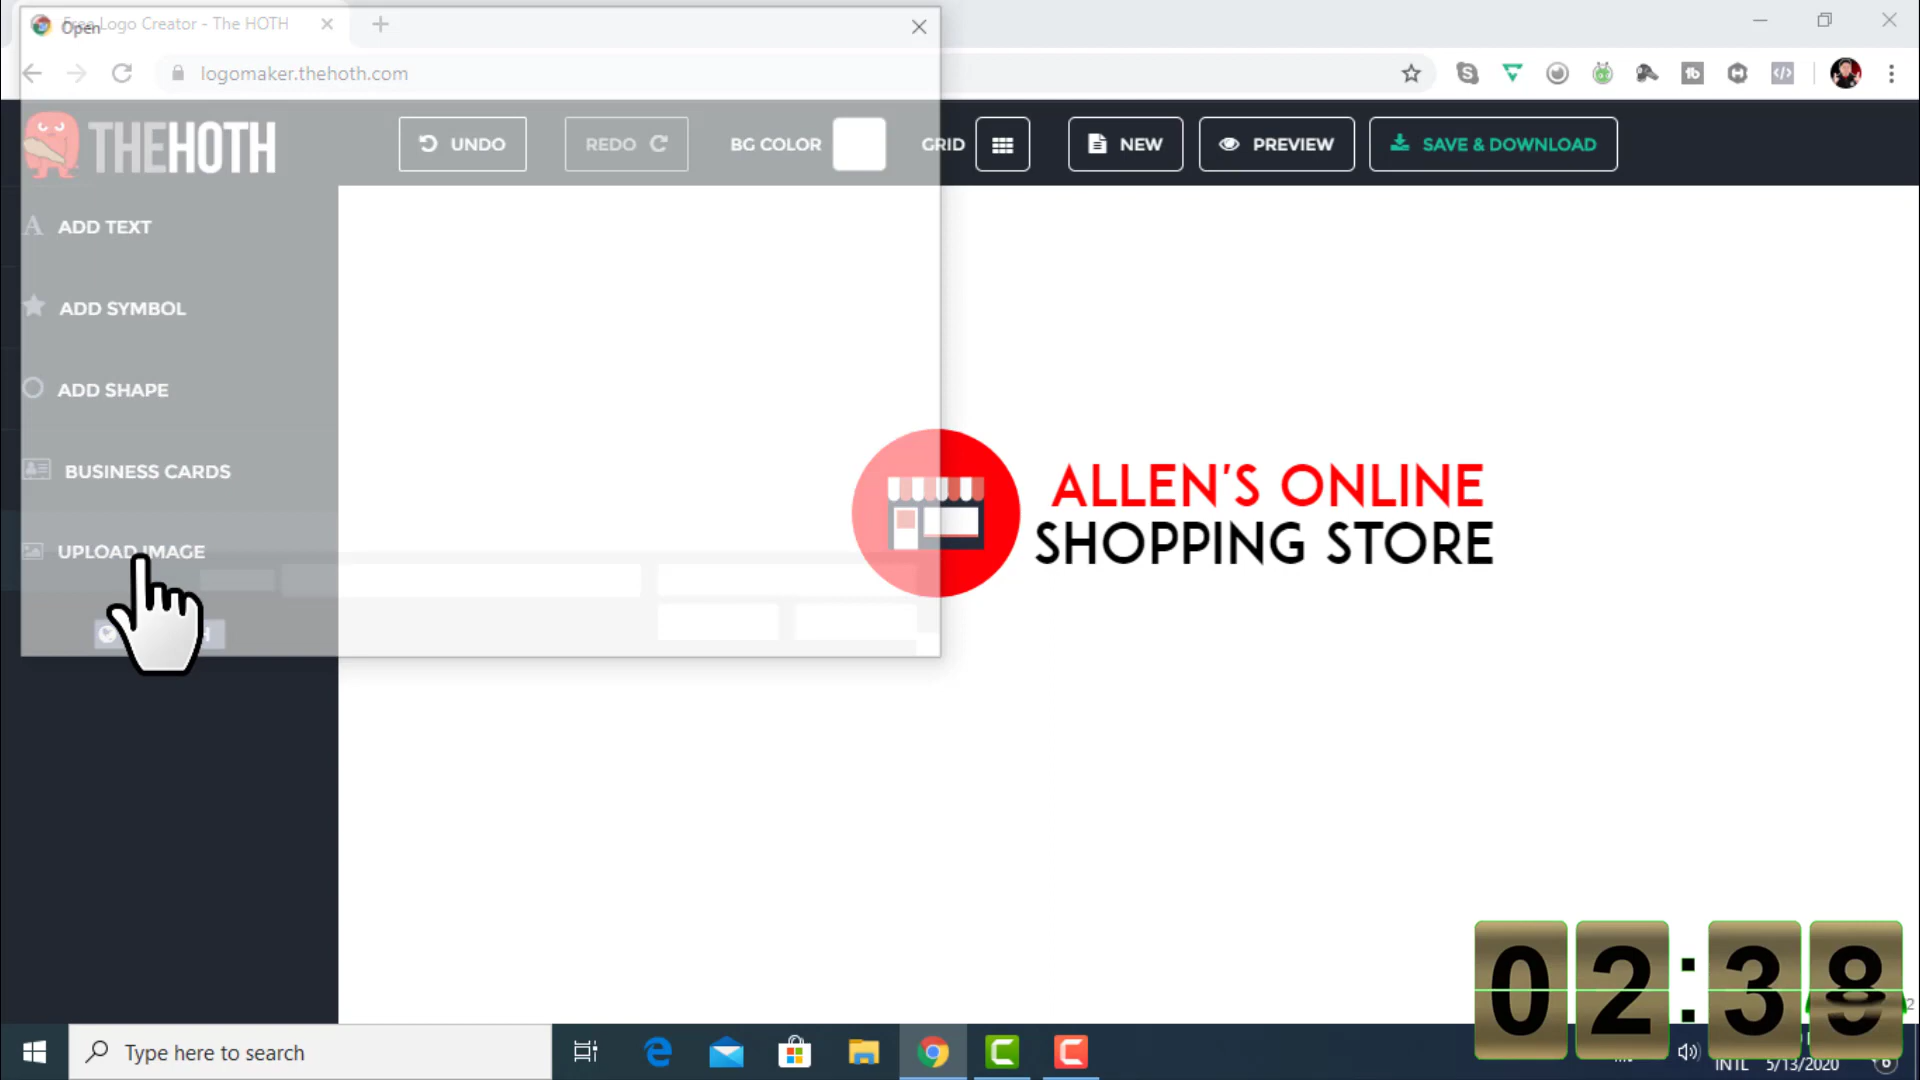 Open
Free Logo Creator - The HOTH
logomaker.thehoth.com
THEHOTH
UNDO
REDO
BG COLOR
GRID
NEW
PREVIEW
SAVE & DOWNLOAD
ADD TEXT
ADD SYMBOL
ADD SHAPE
BUSINESS CARDS
UPLOAD IMAGE
ALLEN'S ONLINE
SHOPPING STORE
02:38
Type here to search
INTL
5/13/2020
6